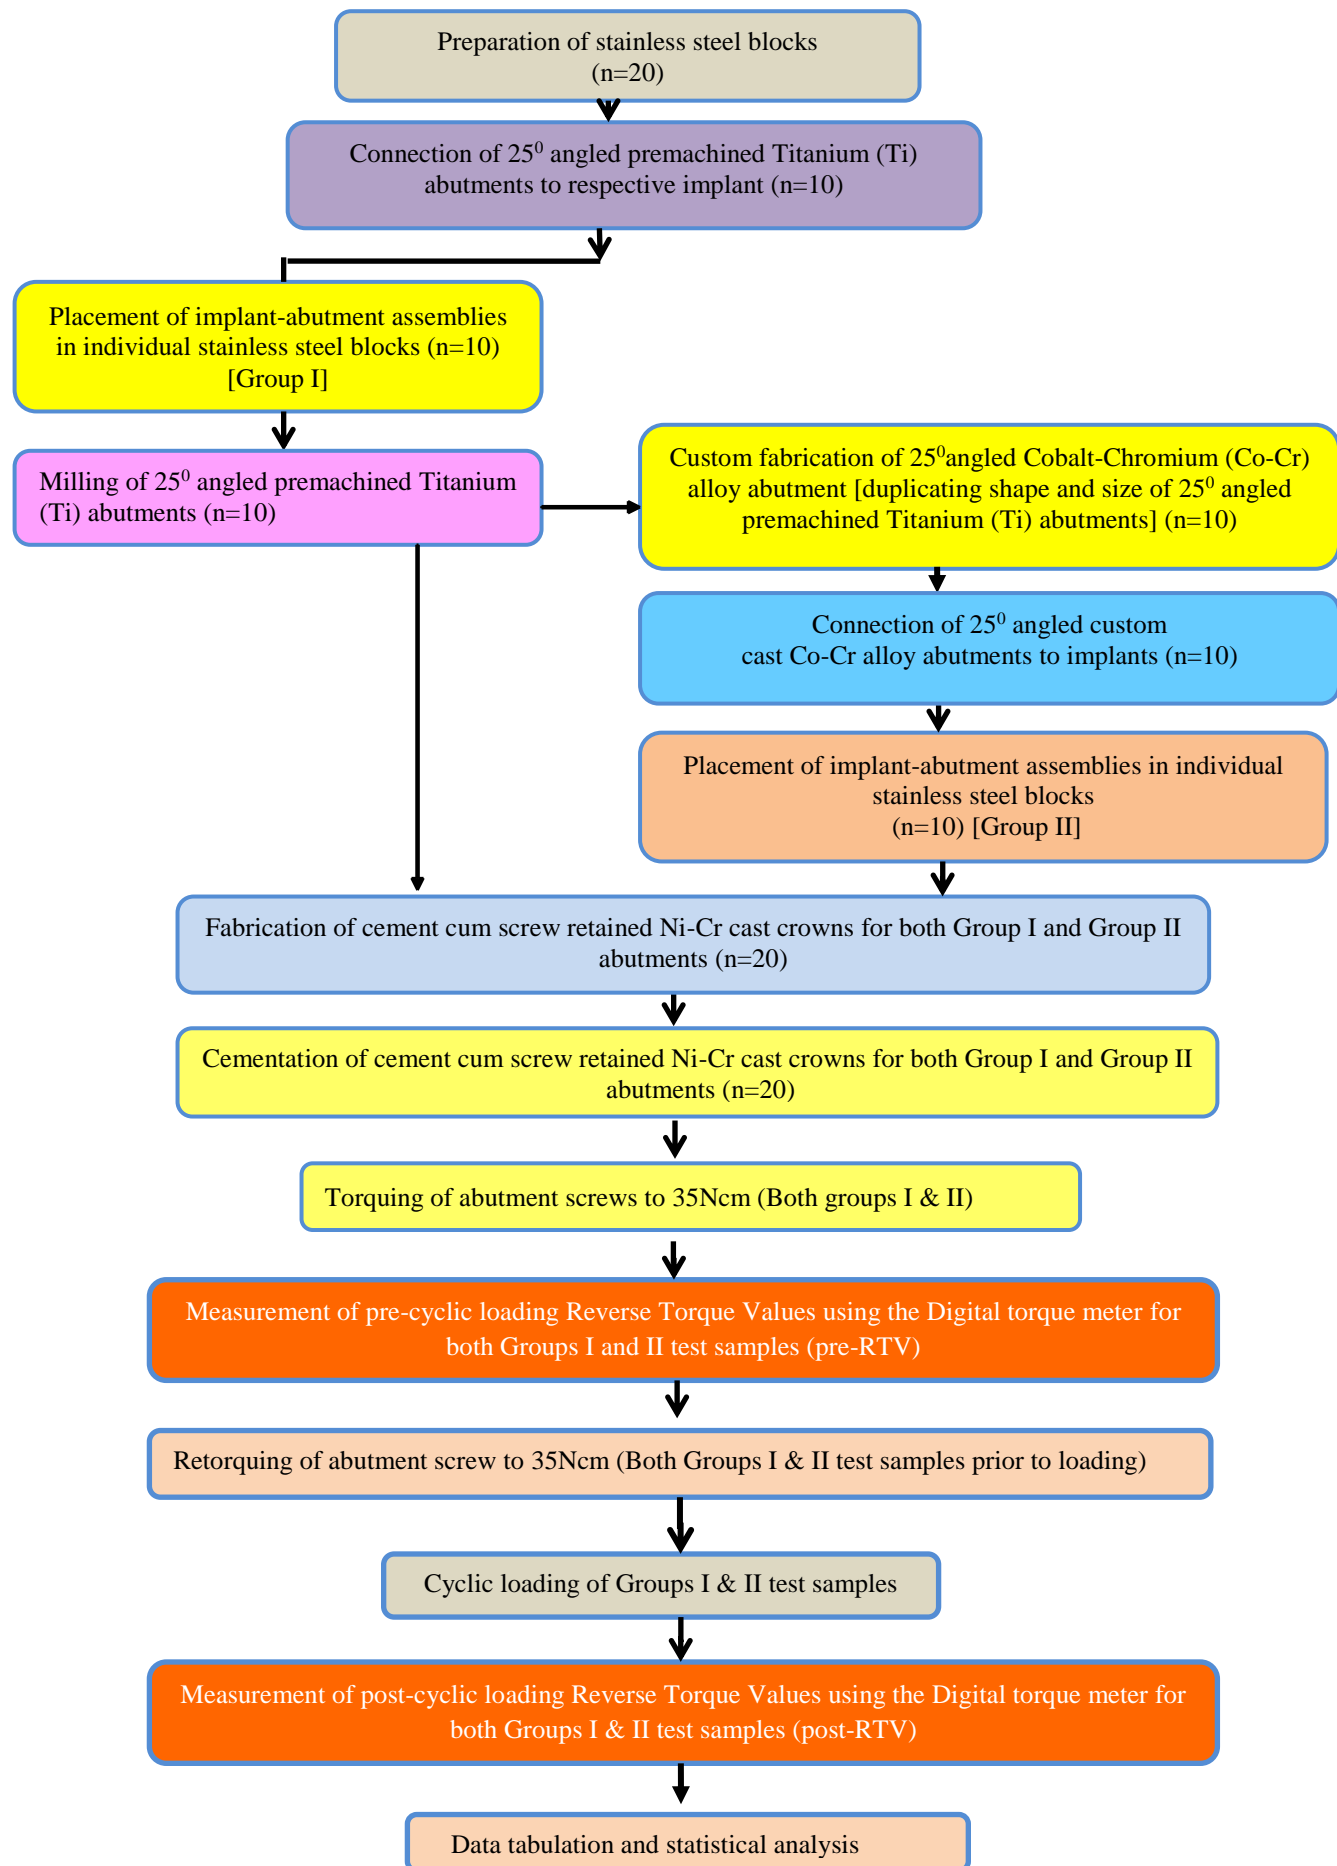 Preparation of stainless steel blocks
(n=20)
Connection of 25⁰ angled premachined Titanium (Ti)
abutments to respective implant (n=10)
Placement of implant-abutment assemblies
in individual stainless steel blocks (n=10)
[Group I]
Milling of 25⁰ angled premachined Titanium
(Ti) abutments (n=10)
Custom fabrication of 25⁰angled Cobalt-Chromium (Co-Cr)
alloy abutment [duplicating shape and size of 25⁰ angled
premachined Titanium (Ti) abutments] (n=10)
Connection of 25⁰ angled custom
cast Co-Cr alloy abutments to implants (n=10)
Placement of implant-abutment assemblies in individual
stainless steel blocks
(n=10) [Group II]
Fabrication of cement cum screw retained Ni-Cr cast crowns for both Group I and Group II
abutments (n=20)
Cementation of cement cum screw retained Ni-Cr cast crowns for both Group I and Group II
abutments (n=20)
Torquing of abutment screws to 35Ncm (Both groups I & II)
Measurement of pre-cyclic loading Reverse Torque Values using the Digital torque meter for
both Groups I and II test samples (pre-RTV)
Retorquing of abutment screw to 35Ncm (Both Groups I & II test samples prior to loading)
Cyclic loading of Groups I & II test samples
Measurement of post-cyclic loading Reverse Torque Values using the Digital torque meter for
both Groups I & II test samples (post-RTV)
Data tabulation and statistical analysis